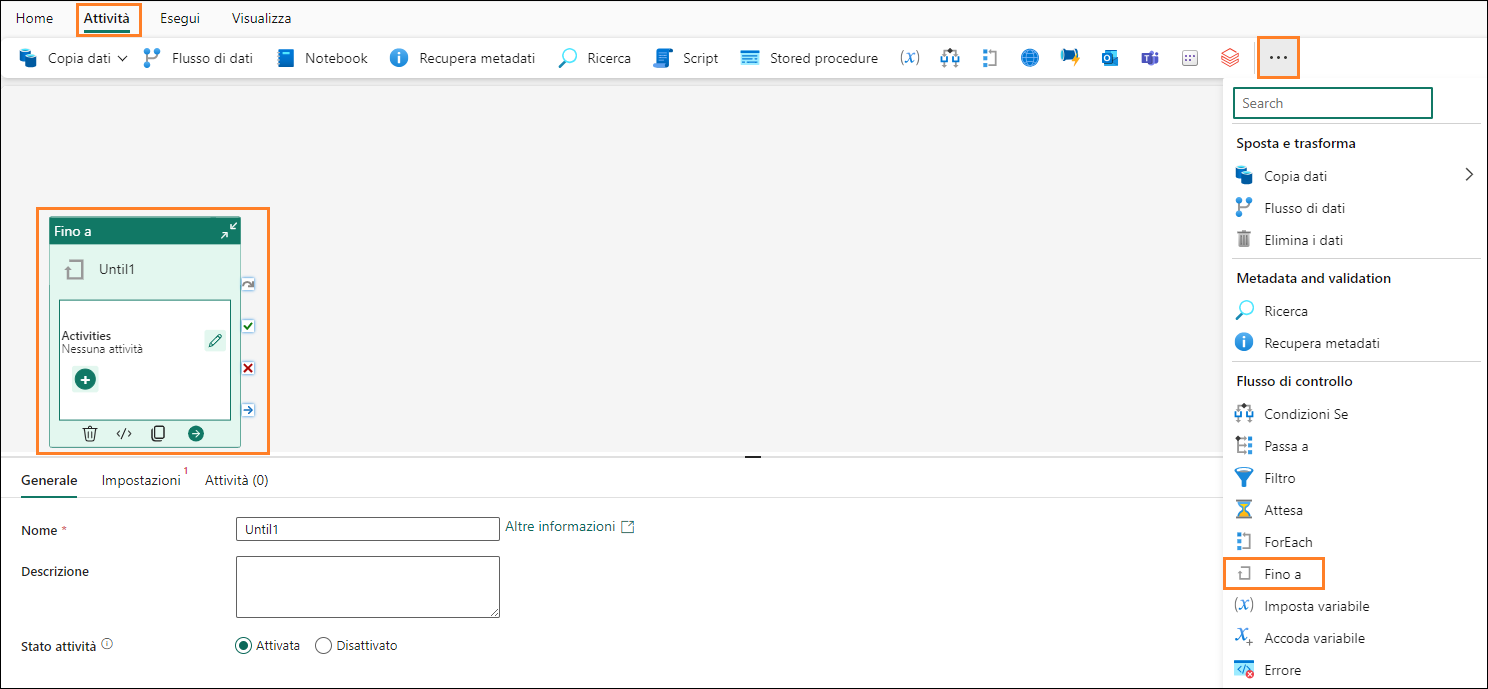 Home Attività Esegui Visualizza
Copia dati Flusso di dati Notebook Recupera metadati Ricerca Script Stored procedure (x) ...
Search
Sposta e trasforma
Copia dati
Flusso di dati
Elimina i dati
Metadata and validation
Ricerca
Recupera metadati
Flusso di controllo
Condizioni Se
Passa a
Filtro
Attesa
ForEach
Fino a
(x) Imposta variabile
Accoda variabile
Errore
Fino a
Until1
Activities
Nessuna attività
Generale Impostazioni 1 Attività (0)
Nome * Until1 Altre informazioni
Descrizione
Stato attività Attivata Disattivato